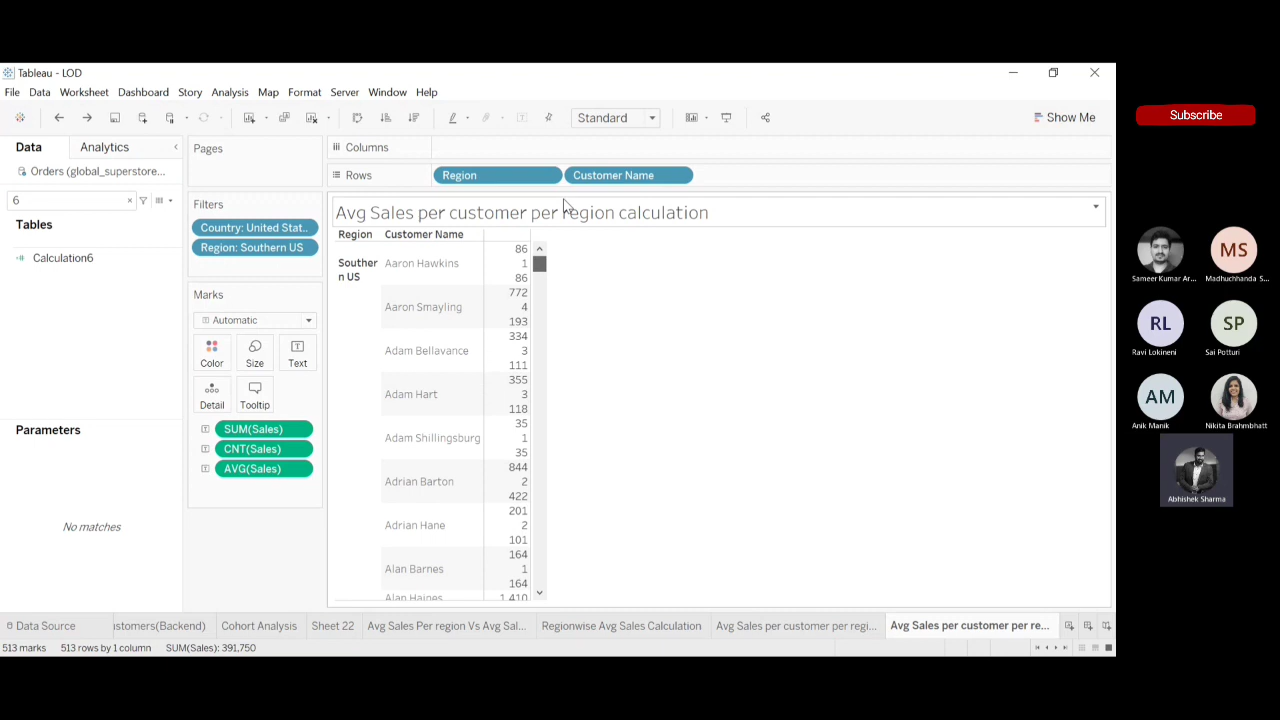 Tableau - LOD
File Data Worksheet Dashboard Story Analysis Map Format Server Window Help
Standard
Show Me
Data Analytics
Pages
Columns
Orders (global_superstore...
Rows
Region Customer Name
6
Filters
Tables
Country: United Stat..
Region: Southern US
Calculation6
Marks
Automatic
Color Size Text
Detail Tooltip
SUM(Sales)
CNT(Sales)
AVG(Sales)
Parameters
No matches
Avg Sales per customer per region calculation
Region Customer Name
Souther
n US
86
Aaron Hawkins 1
86
772
Aaron Smayling 4
193
334
Adam Bellavance 3
111
355
Adam Hart 3
118
35
Adam Shillingsburg 1
35
844
Adrian Barton 2
422
201
Adrian Hane 2
101
164
Alan Barnes 1
164
Alan Haines 1,410
Data Source stomers(Backend) Cohort Analysis Sheet 22 Avg Sales Per region Vs Avg Sal... Regionwise Avg Sales Calculation Avg Sales per customer per regi... Avg Sales per customer per re...
513 marks 513 rows by 1 column SUM(Sales): 391,750
Subscribe
Sameer Kumar Ar...
MS
Madhuchhanda S...
RL
Ravi Lokineni
SP
Sai Potturi
AM
Anik Manik
Nikita Brahmbhatt
Abhishek Sharma